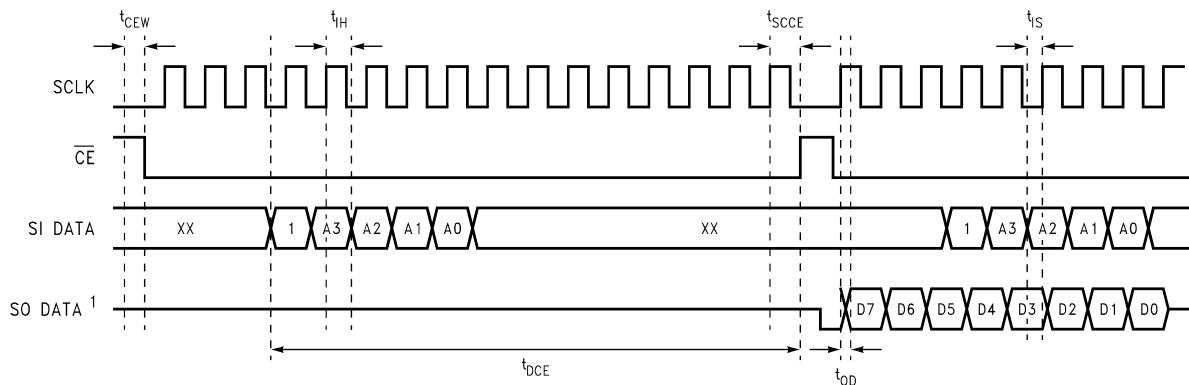 tCEW tIH tSCCE tIS
SCLK
CE
SI DATA XX 1 A3 A2 A1 A0 XX 1 A3 A2 A1 A0
SO DATA 1 D7 D6 D5 D4 D3 D2 D1 D0
tDCE tOD